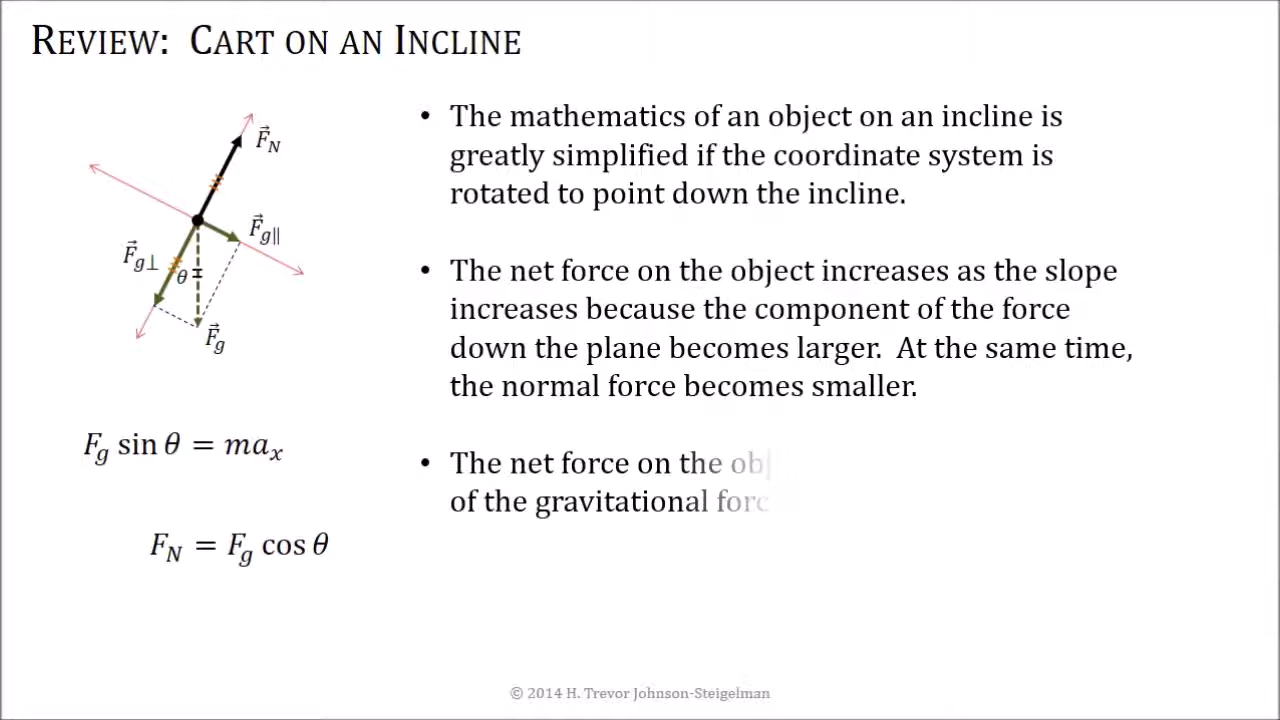 REVIEW: CART ON AN INCLINE
F⃗_N
F⃗_g∥
F⃗_g⊥
θ
F⃗_g
• The mathematics of an object on an incline is
greatly simplified if the coordinate system is
rotated to point down the incline.
• The net force on the object increases as the slope
increases because the component of the force
down the plane becomes larger. At the same time,
the normal force becomes smaller.
F_g sin θ = ma_x
• The net force on the
of the gravitational
F_N = F_g cos θ
© 2014 H. Trevor Johnson-Steigelman